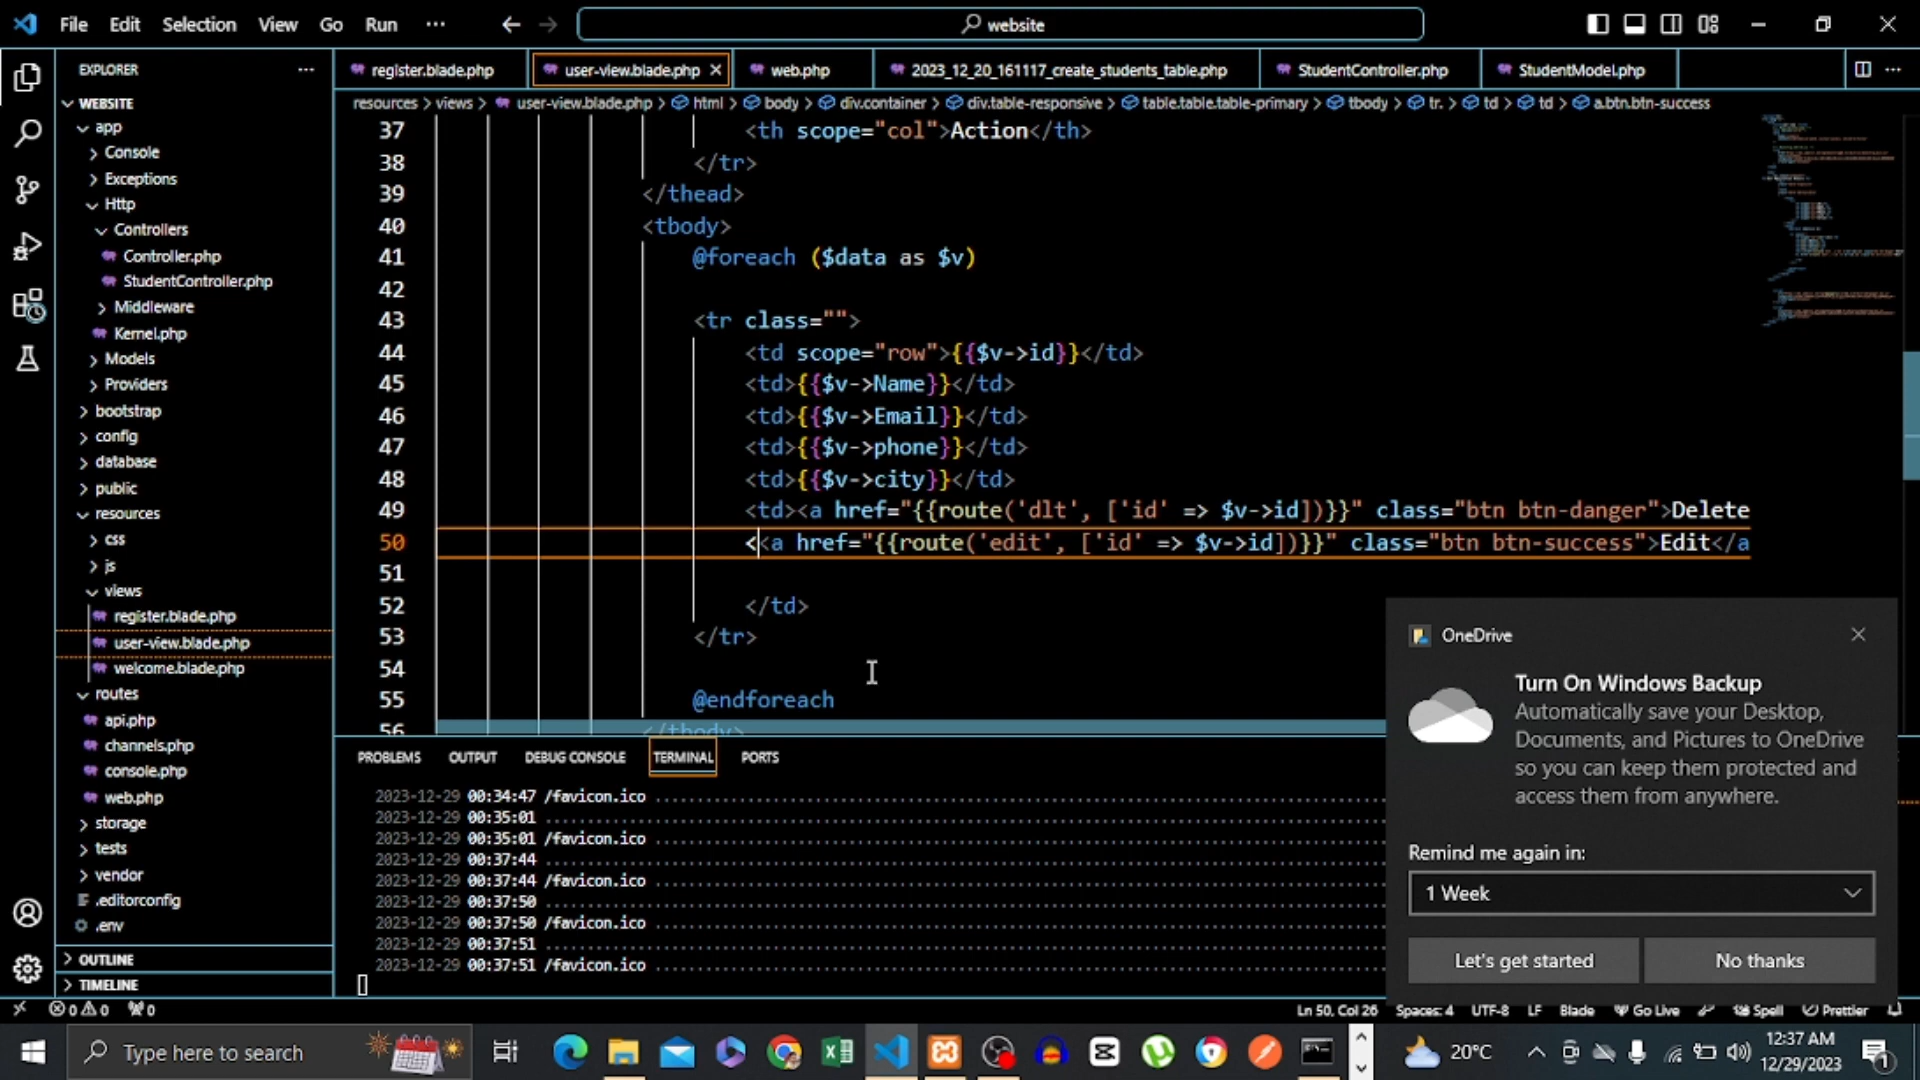 File Edit Selection View Go Run ··· website
EXPLORER ···
WEBSITE
app
Console
Exceptions
Http
Controllers
Controller.php
StudentController.php
Middleware
Kernel.php
Models
Providers
bootstrap
config
database
public
resources
css
js
views
register.blade.php
user-view.blade.php
welcome.blade.php
routes
api.php
channels.php
console.php
web.php
storage
tests
vendor
.editorconfig
.env
OUTLINE
TIMELINE
register.blade.php user-view.blade.php web.php 2023_12_20_161117_create_students_table.php StudentController.php StudentModel.php
resources > views > user-view.blade.php > html > body > div.container > div.table-responsive > table.table.table-primary > tbody > tr. > td > td > a.btn.btn-success
37 <th scope="col">Action</th>
38 </tr>
39 </thead>
40 <tbody>
41 @foreach ($data as $v)
42
43 <tr class="">
44 <td scope="row">{{$v->id}}</td>
45 <td>{{$v->Name}}</td>
46 <td>{{$v->Email}}</td>
47 <td>{{$v->phone}}</td>
48 <td>{{$v->city}}</td>
49 <td><a href="{{route('dlt', ['id' => $v->id])}}" class="btn btn-danger">Delete
50 <<a href="{{route('edit', ['id' => $v->id])}}" class="btn btn-success">Edit</a
51
52 </td>
53 </tr>
54
55 @endforeach
56 </tbody>
PROBLEMS OUTPUT DEBUG CONSOLE TERMINAL PORTS
2023-12-29 00:34:47 /favicon.ico
2023-12-29 00:35:01
2023-12-29 00:35:01 /favicon.ico
2023-12-29 00:37:44
2023-12-29 00:37:44 /favicon.ico
2023-12-29 00:37:50
2023-12-29 00:37:50 /favicon.ico
2023-12-29 00:37:51
2023-12-29 00:37:51 /favicon.ico
OneDrive
Turn On Windows Backup
Automatically save your Desktop,
Documents, and Pictures to OneDrive
so you can keep them protected and
access them from anywhere.
Remind me again in:
1 Week
Let's get started No thanks
0 0 0 Ln 50, Col 26 Spaces: 4 UTF-8 LF Blade Go Live Spell Prettier
Type here to search 20°C 12:37 AM
12/29/2023 1